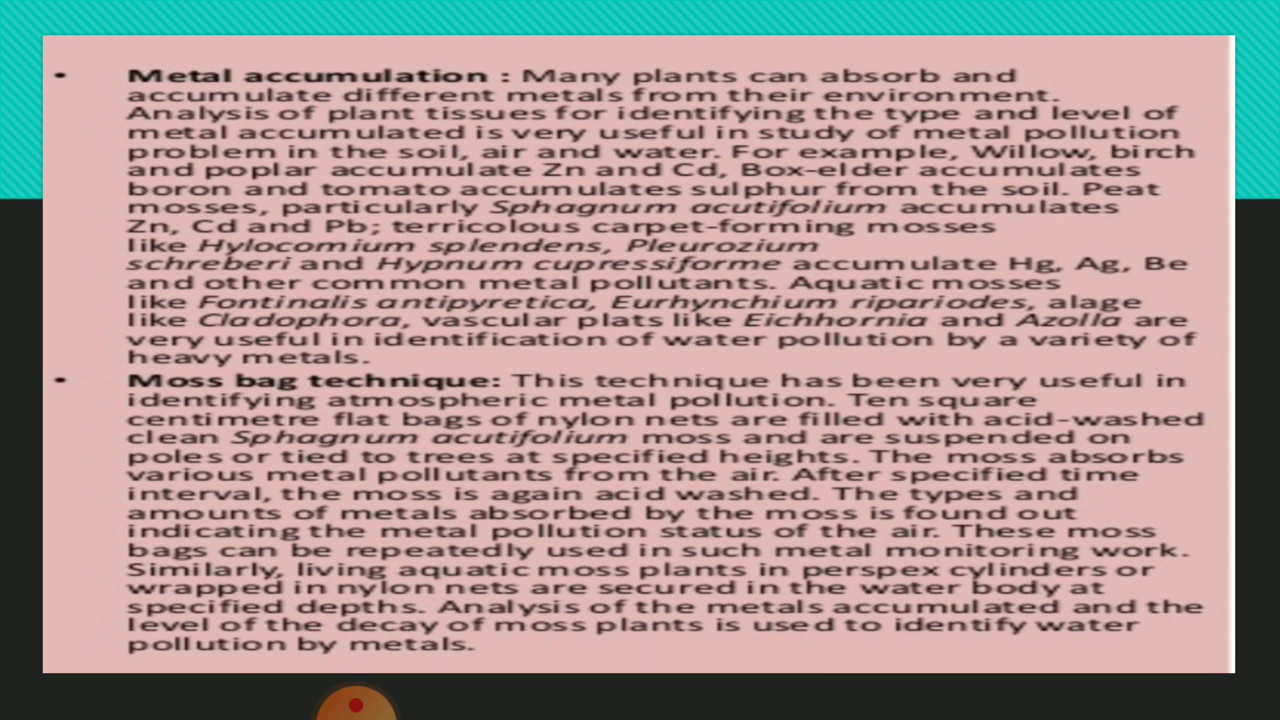 • Metal accumulation : Many plants can absorb and
accumulate different metals from their environment.
Analysis of plant tissues for identifying the type and level of
metal accumulated is very useful in study of metal pollution
problem in the soil, air and water. For example, Willow, birch
and poplar accumulate Zn and Cd, Box-elder accumulates
boron and tomato accumulates sulphur from the soil. Peat
mosses, particularly Sphagnum acutifolium accumulates
Zn, Cd and Pb; terricolous carpet-forming mosses
like Hylocomium splendens, Pleurozium
schreberi and Hypnum cupressiforme accumulate Hg, Ag, Be
and other common metal pollutants. Aquatic mosses
like Fontinalis antipyretica, Eurhynchium ripariodes, alage
like Cladophora, vascular plats like Eichhornia and Azolla are
very useful in identification of water pollution by a variety of
heavy metals.
• Moss bag technique: This technique has been very useful in
identifying atmospheric metal pollution. Ten square
centimetre flat bags of nylon nets are filled with acid-washed
clean Sphagnum acutifolium moss and are suspended on
poles or tied to trees at specified heights. The moss absorbs
various metal pollutants from the air. After specified time
interval, the moss is again acid washed. The types and
amounts of metals absorbed by the moss is found out
indicating the metal pollution status of the air. These moss
bags can be repeatedly used in such metal monitoring work.
Similarly, living aquatic moss plants in perspex cylinders or
wrapped in nylon nets are secured in the water body at
specified depths. Analysis of the metals accumulated and the
level of the decay of moss plants is used to identify water
pollution by metals.